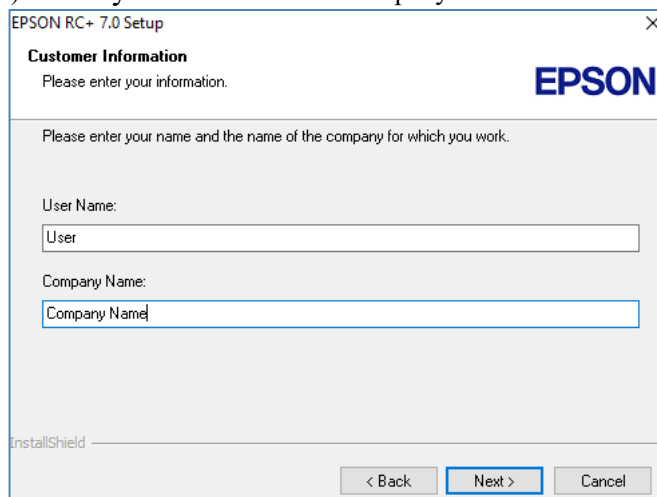 EPSON RC+ 7.0 Setup
Customer Information
Please enter your information.
EPSON
Please enter your name and the name of the company for which you work.
User Name:
User
Company Name:
Company Name
InstallShield
< Back
Next >
Cancel